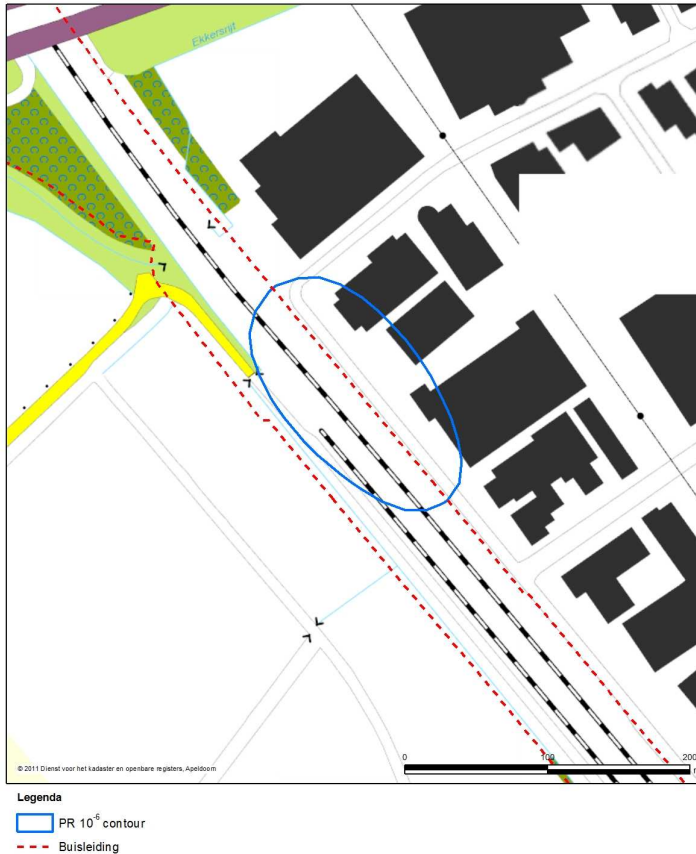 Ekkersrijt
© 2011 Dienst voor het kadaster en openbare registers, Apeldoorn
0 100 200
Legenda
PR 10⁻⁶ contour
Buisleiding